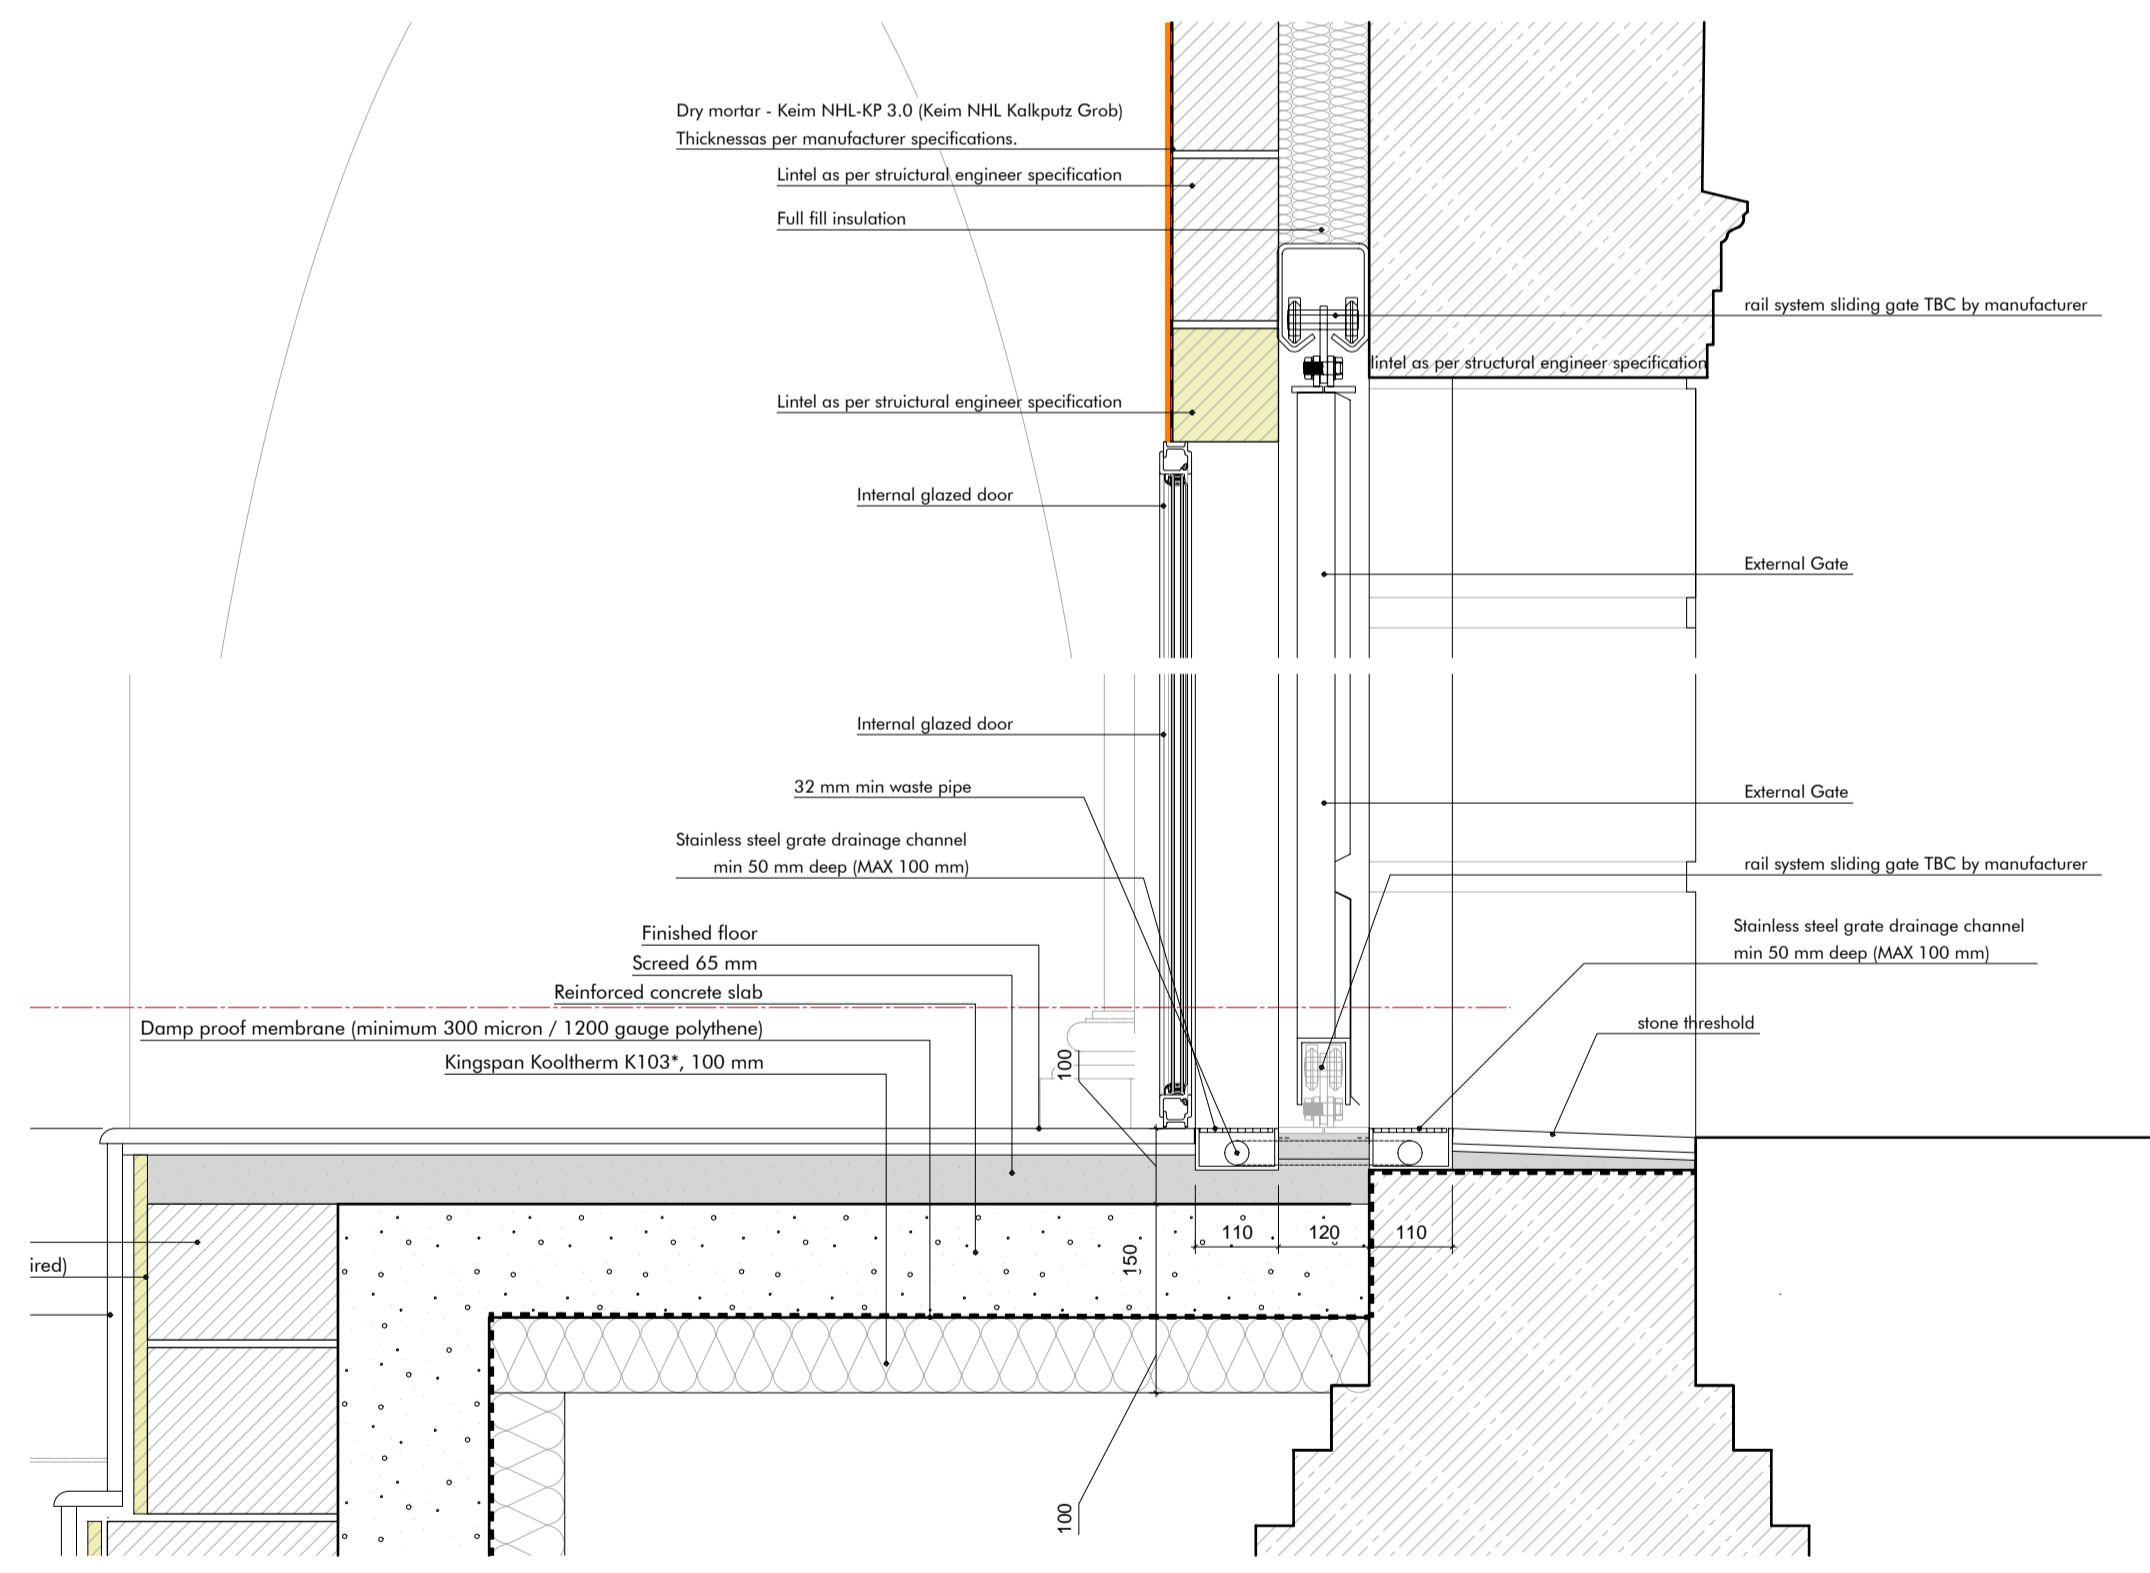 Dry mortar - Keim NHL-KP 3.0 (Keim NHL Kalkputz Grob)
Thicknessas per manufacturer specifications.
Lintel as per struictural engineer specification
Full fill insulation
rail system sliding gate TBC by manufacturer
lintel as per structural engineer specification
Lintel as per struictural engineer specification
Internal glazed door
External Gate
Internal glazed door
32 mm min waste pipe
External Gate
Stainless steel grate drainage channel
min 50 mm deep (MAX 100 mm)
rail system sliding gate TBC by manufacturer
Stainless steel grate drainage channel
min 50 mm deep (MAX 100 mm)
Finished floor
Screed 65 mm
Reinforced concrete slab
stone threshold
Damp proof membrane (minimum 300 micron / 1200 gauge polythene)
Kingspan Kooltherm K103*, 100 mm
100
110
120
110
150
ired)
100